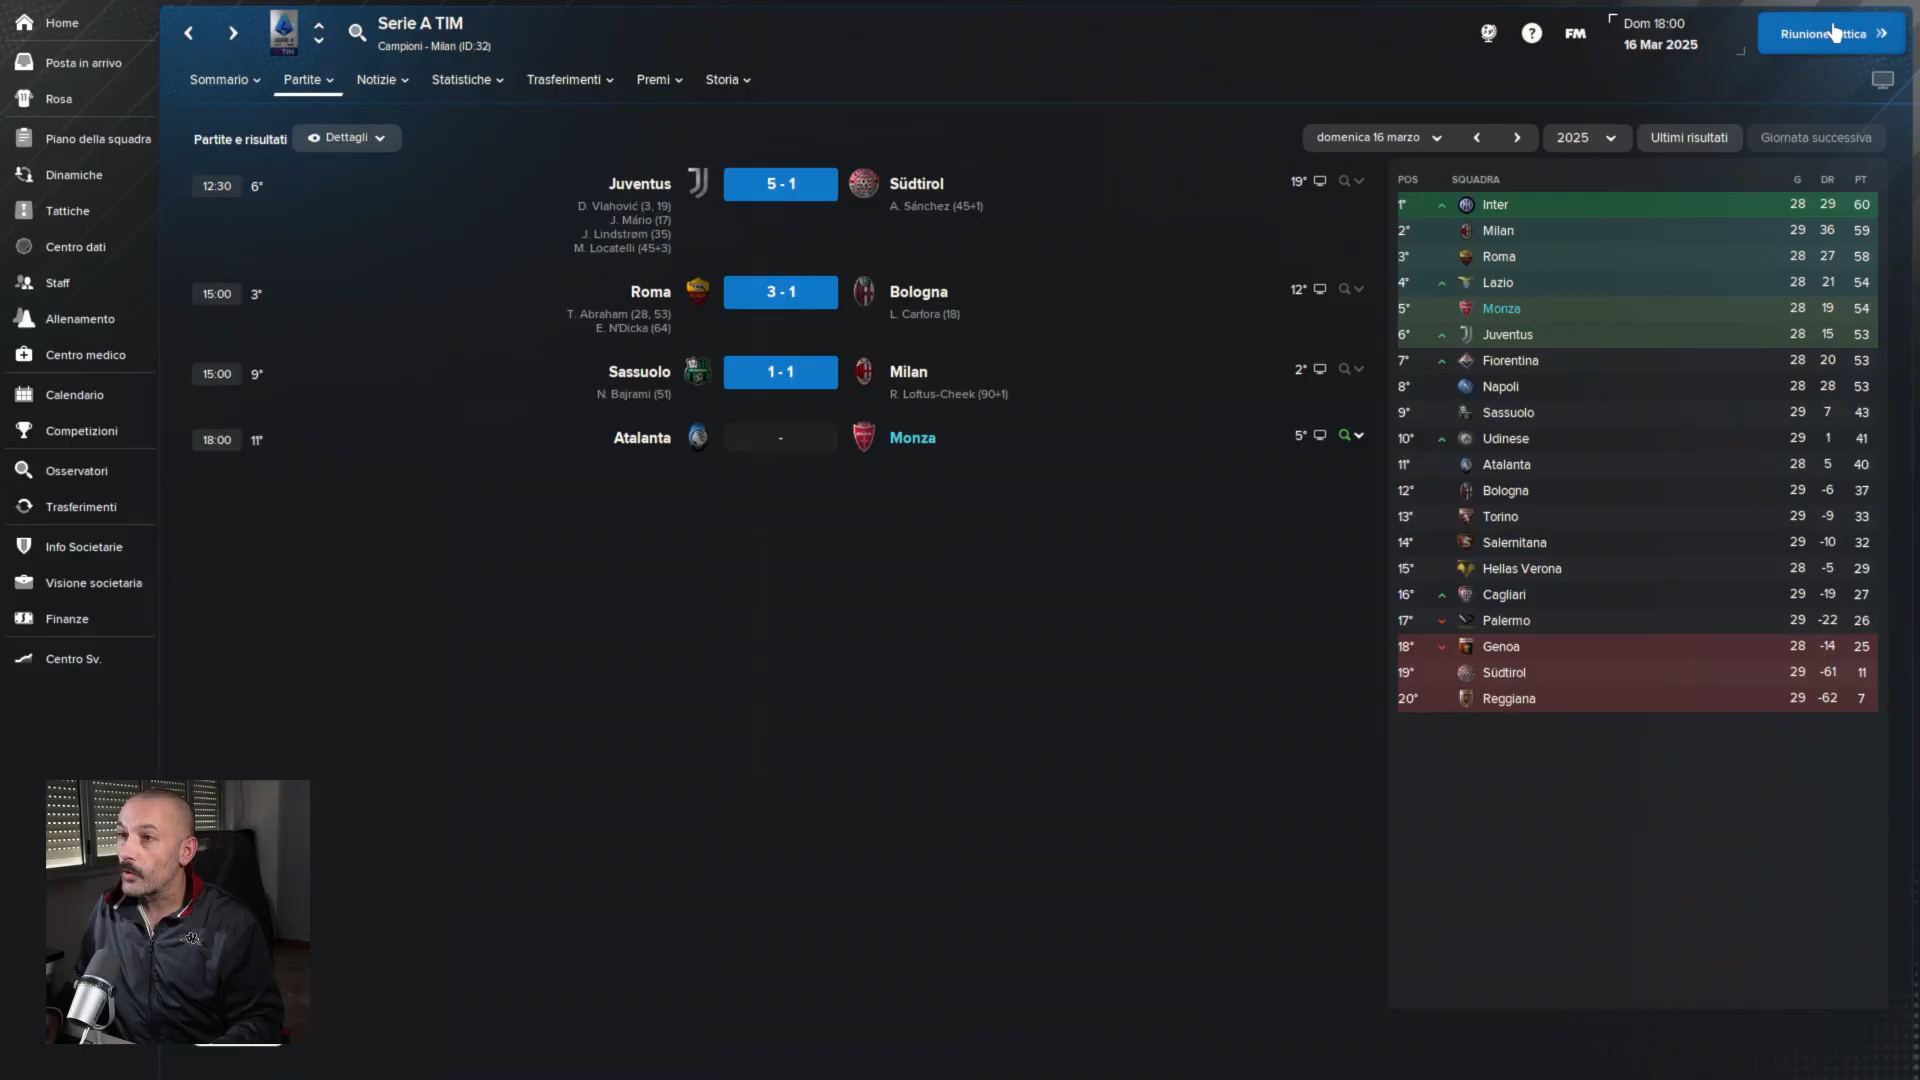 Home
Posta in arrivo
Rosa
Piano della squadra
Dinamiche
Tattiche
Centro dati
Staff
Allenamento
Centro medico
Calendario
Competizioni
Osservatori
Trasferimenti
Info Societarie
Visione societaria
Finanze
Centro Sv.
Serie A TIM
Campioni - Milan (ID:32)
FM
Dom 18:00
16 Mar 2025
Riunione
Sommario Partite Notizie Statistiche Trasferimenti Premi Storia
Partite e risultati Dettagli
domenica 16 marzo 2025 Ultimi risultati Giornata successiva
12:30 6° Juventus 5 - 1 Südtirol 19°
D. Vlahović (3, 19) A. Sánchez (45+1)
J. Mário (17)
J. Lindstrøm (35)
M. Locatelli (45+3)
15:00 3° Roma 3 - 1 Bologna 12°
T. Abraham (28, 53) L. Carfora (18)
E. N'Dicka (64)
15:00 9° Sassuolo 1 - 1 Milan 2°
N. Bajrami (51) R. Loftus-Cheek (90+1)
18:00 11° Atalanta - Monza 5°
POS SQUADRA G DR PT
1° Inter 28 29 60
2° Milan 29 36 59
3° Roma 28 27 58
4° Lazio 28 21 54
5° Monza 28 19 54
6° Juventus 28 15 53
7° Fiorentina 28 20 53
8° Napoli 28 28 53
9° Sassuolo 29 7 43
10° Udinese 29 1 41
11° Atalanta 28 5 40
12° Bologna 29 -6 37
13° Torino 29 -9 33
14° Salernitana 29 -10 32
15° Hellas Verona 28 -5 29
16° Cagliari 29 -19 27
17° Palermo 29 -22 26
18° Genoa 28 -14 25
19° Südtirol 29 -61 11
20° Reggiana 29 -62 7